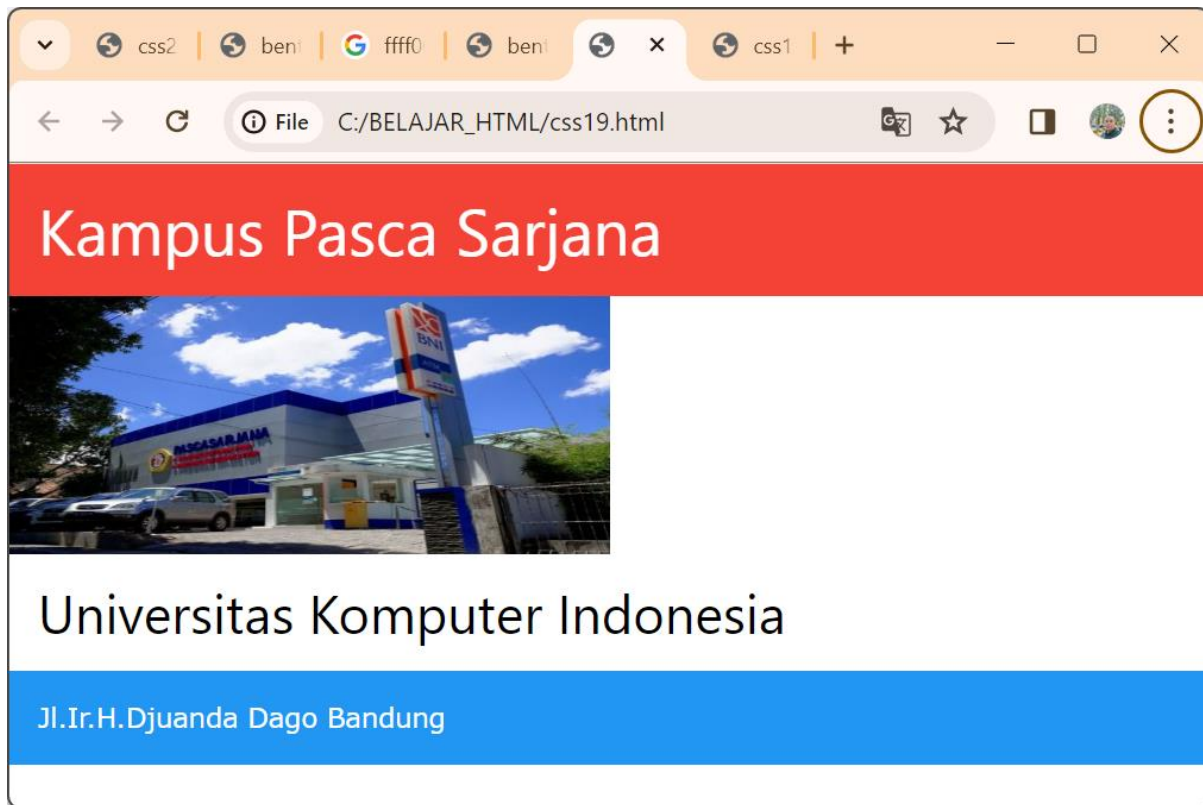 css2
ben
ffff0
ben
css1
File
C:/BELAJAR_HTML/css19.html
Kampus Pasca Sarjana
BNI
PASCASARJANA
Universitas Komputer Indonesia
Jl.Ir.H.Djuanda Dago Bandung